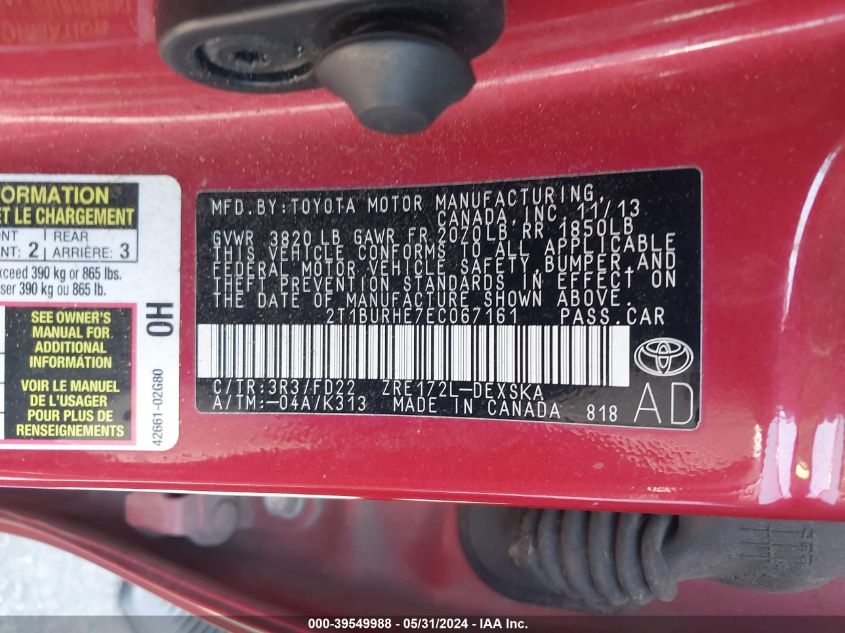 ORMATION
ET LE CHARGEMENT
NT 2 REAR 3
NT: ARRIÈRE:
xceed 390 kg or 865 lbs.
ser 390 kg ou 865 lb.
SEE OWNER'S
MANUAL FOR
ADDITIONAL
INFORMATION
VOIR LE MANUEL
DE L'USAGER
POUR PLUS DE
RENSEIGNEMENTS
0H
42661-02G80
MFD.BY:TOYOTA MOTOR MANUFACTURING,
CANADA,INC. 11/13
GVWR 3820 LB GAWR FR 2070LB,RR 1850LB
THIS VEHICLE CONFORMS TO ALL APPLICABLE
FEDERAL MOTOR VEHICLE SAFETY,BUMPER,AND
THEFT PREVENTION STANDARDS IN EFFECT ON
THE DATE OF MANUFACTURE SHOWN ABOVE.
2T1BURHE7EC067161 PASS.CAR
C/TR:3R3/FD22 ZRE172L-DEXSKA
A/TM:-04A/K313 MADE IN CANADA 818
AD
000-39549988 - 05/31/2024 - IAA Inc.